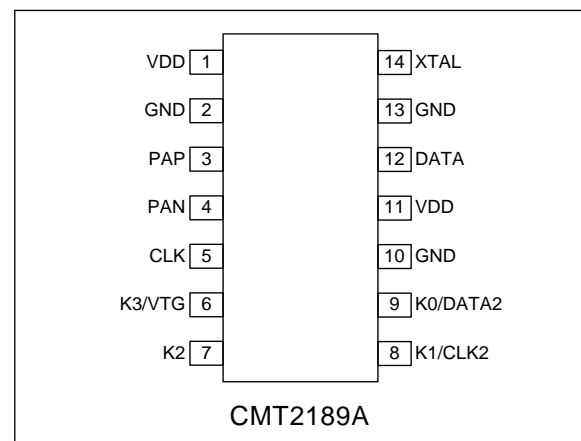 VDD 1 14 XTAL
GND 2 13 GND
PAP 3 12 DATA
PAN 4 11 VDD
CLK 5 10 GND
K3/VTG 6 9 K0/DATA2
K2 7 8 K1/CLK2
CMT2189A